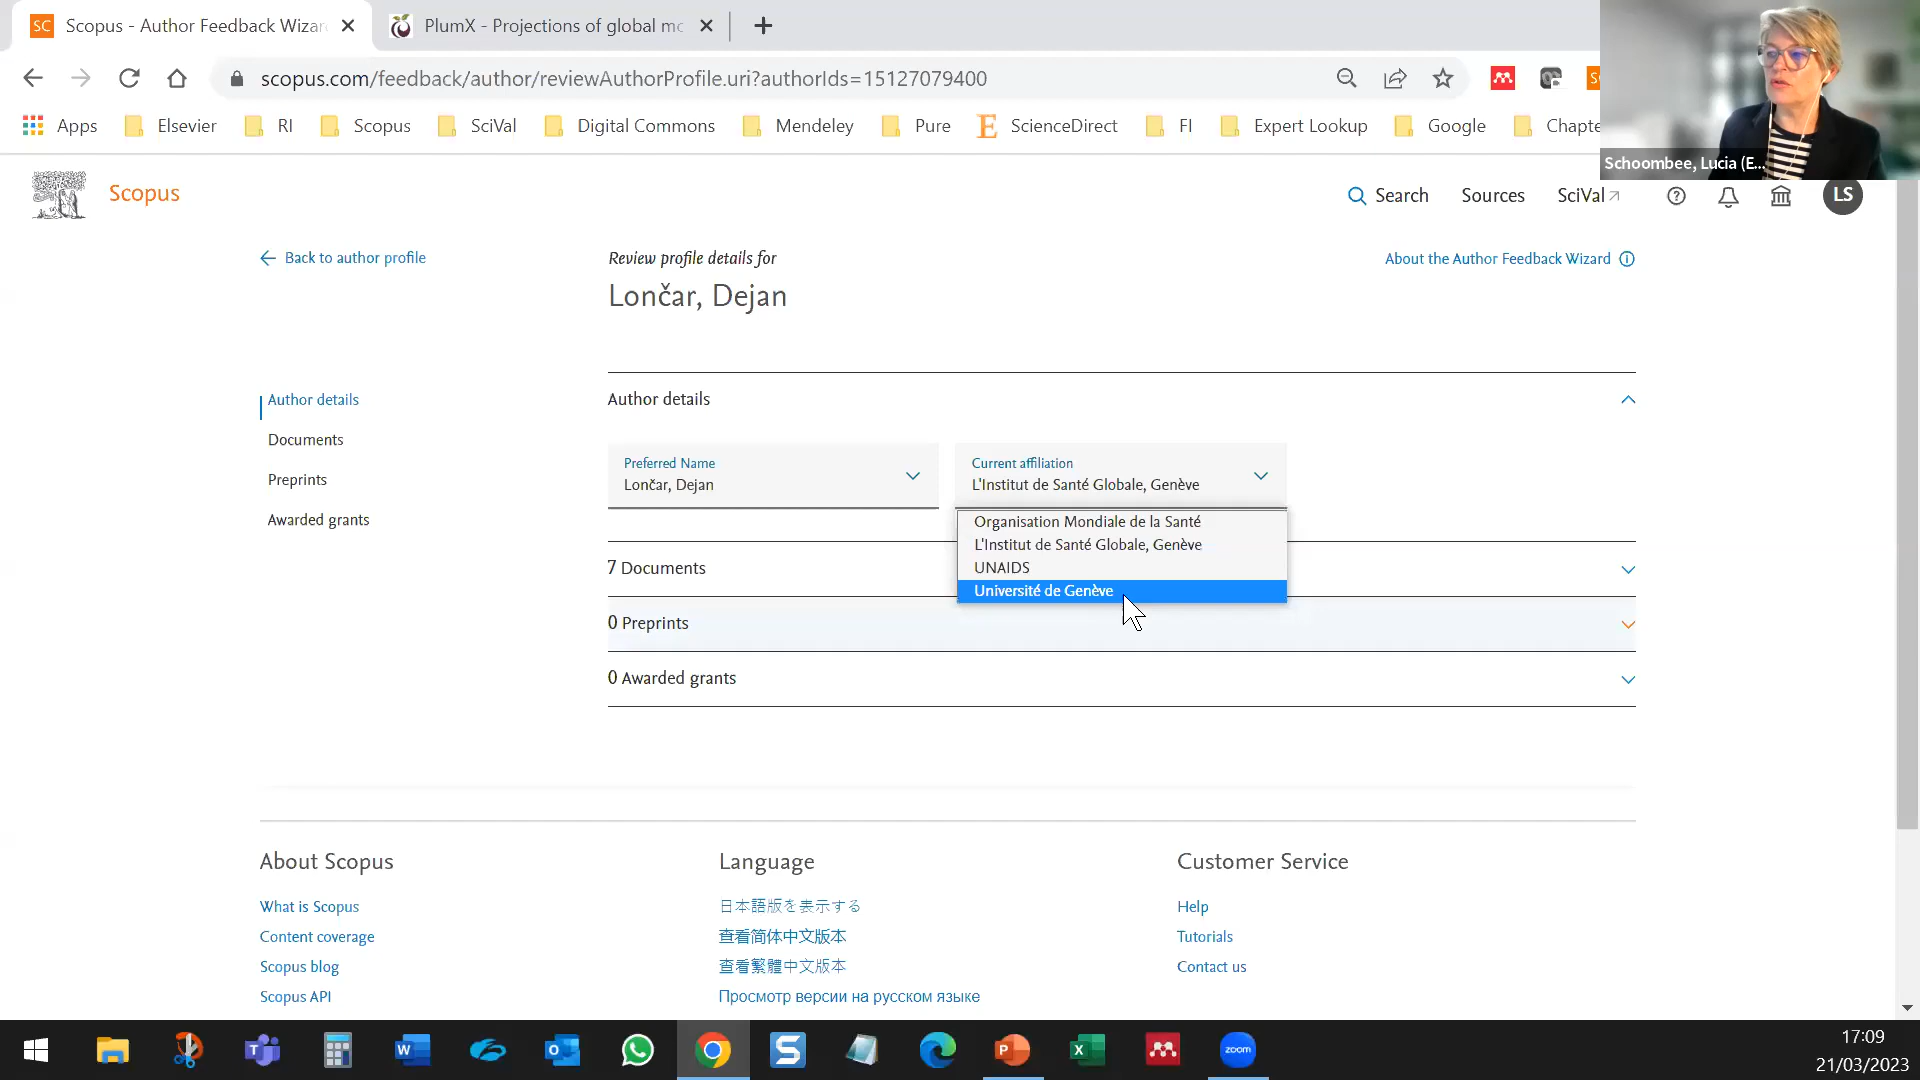 SC Scopus - Author Feedback Wizar
PlumX - Projections of global mo
scopus.com/feedback/author/reviewAuthorProfile.uri?authorIds=15127079400
Apps Elsevier RI Scopus SciVal Digital Commons Mendeley Pure ScienceDirect FI Expert Lookup Google Chapte
Schoombee, Lucia (E...
Scopus
Search Sources SciVal LS
Back to author profile
Review profile details for
About the Author Feedback Wizard
Lončar, Dejan
Author details
Documents
Preprints
Awarded grants
Author details
Preferred Name
Lončar, Dejan
Current affiliation
L'Institut de Santé Globale, Genève
Organisation Mondiale de la Santé
L'Institut de Santé Globale, Genève
UNAIDS
Université de Genève
7 Documents
0 Preprints
0 Awarded grants
About Scopus
What is Scopus
Content coverage
Scopus blog
Scopus API
Language
日本語版を表示する
查看简体中文版本
查看繁體中文版本
Просмотр версии на русском языке
Customer Service
Help
Tutorials
Contact us
zoom
17:09
21/03/2023